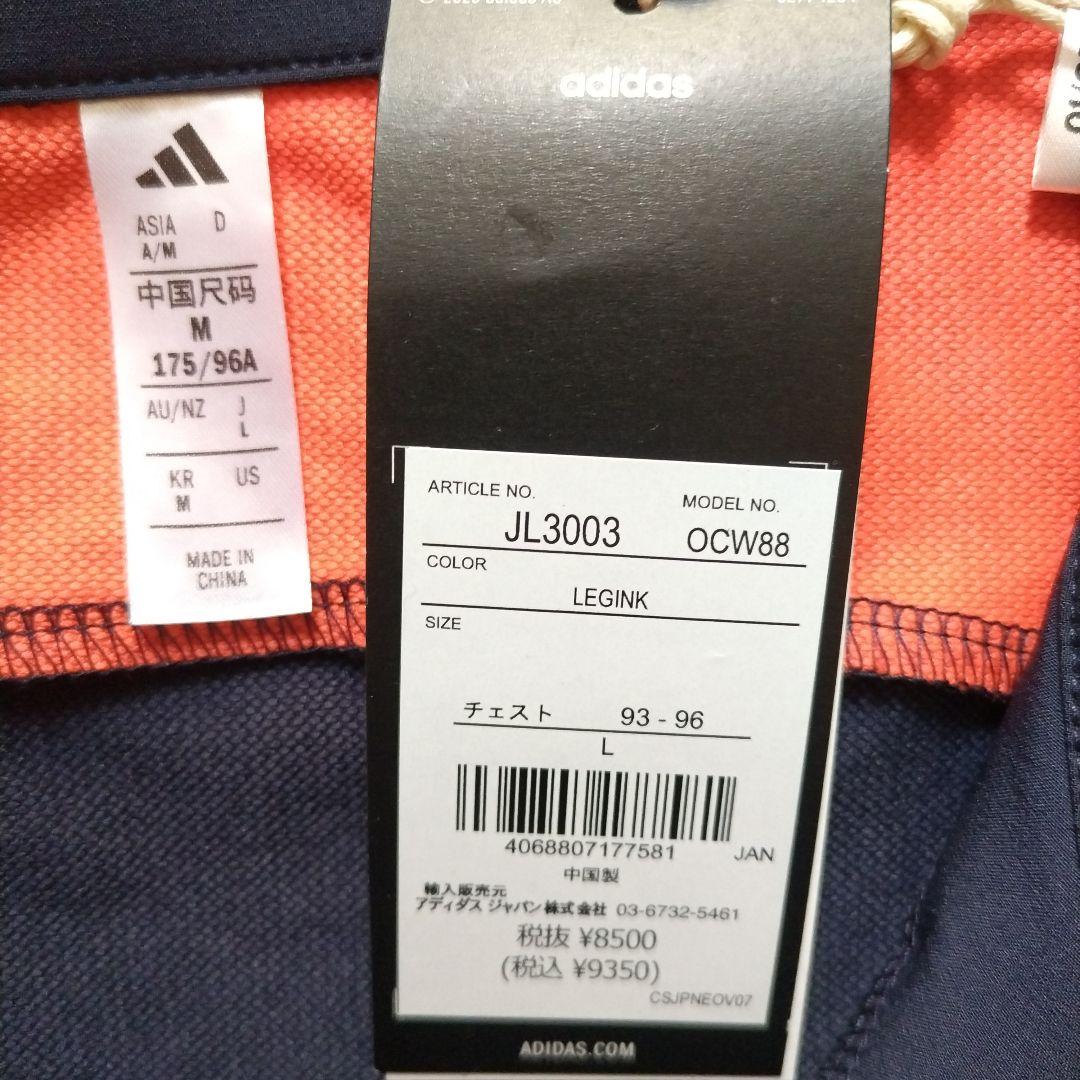 ASIA D
A/M
中国尺码
M
175/96A
AU/NZ J
L
KR US
M
MADE IN
CHINA
adidas
ARTICLE NO. MODEL NO.
JL3003 OCW88
COLOR
LEGINK
SIZE
チェスト 93 - 96
L
4068807177581 JAN
中国製
輸入販売元
アディダス ジャパン株式会社 03-6732-5461
税抜 ¥8500
(税込 ¥9350)
CSJPNEOV07
ADIDAS.COM